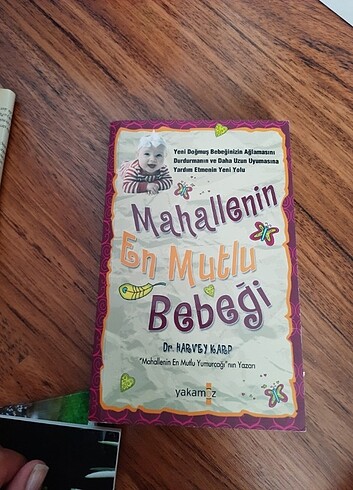 Yeni Doğmuş Bebeğinizin Ağlamasını
Durdurmanın ve Daha Uzun Uyumasına
Yardım Etmenin Yeni Yolu
Mahallenin
En Mutlu
Bebeği
Dr. HARVEY KARP
"Mahallenin En Mutlu Yumurcağı"nın Yazarı
yakamoz